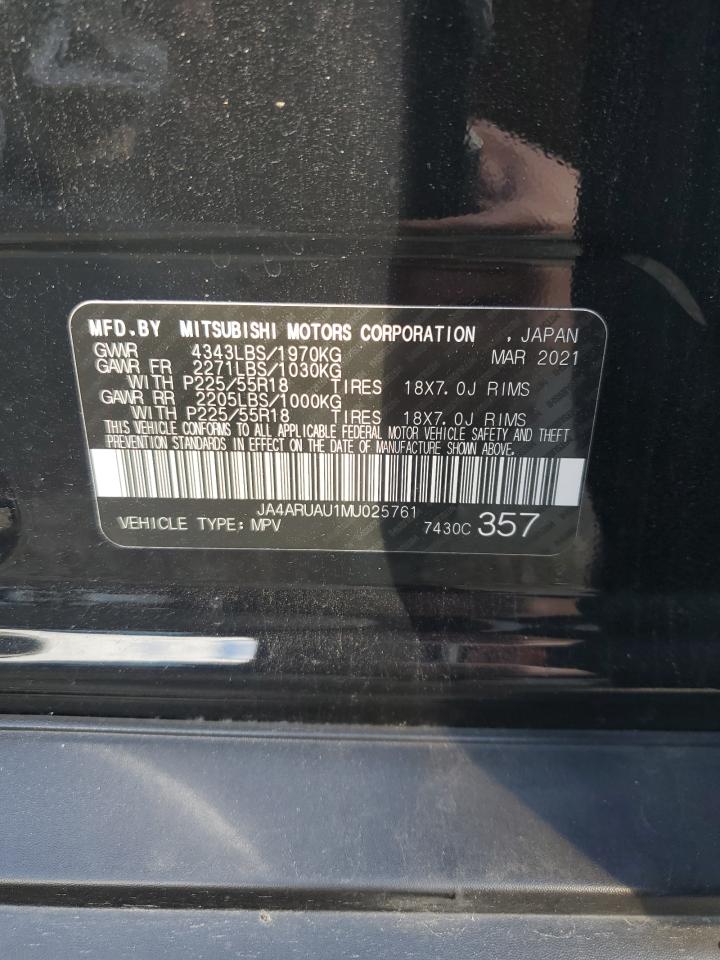 MFD.BY MITSUBISHI MOTORS CORPORATION , JAPAN
GVWR 4343LBS/1970KG MAR 2021
GAWR FR 2271LBS/1030KG
WITH P225/55R18 TIRES 18X7.0J RIMS
GAWR RR 2205LBS/1000KG
WITH P225/55R18 TIRES 18X7.0J RIMS
THIS VEHICLE CONFORMS TO ALL APPLICABLE FEDERAL MOTOR VEHICLE SAFETY AND THEFT
PREVENTION STANDARDS IN EFFECT ON THE DATE OF MANUFACTURE SHOWN ABOVE.
JA4ARUAU1MU025761
VEHICLE TYPE:MPV 7430C 357